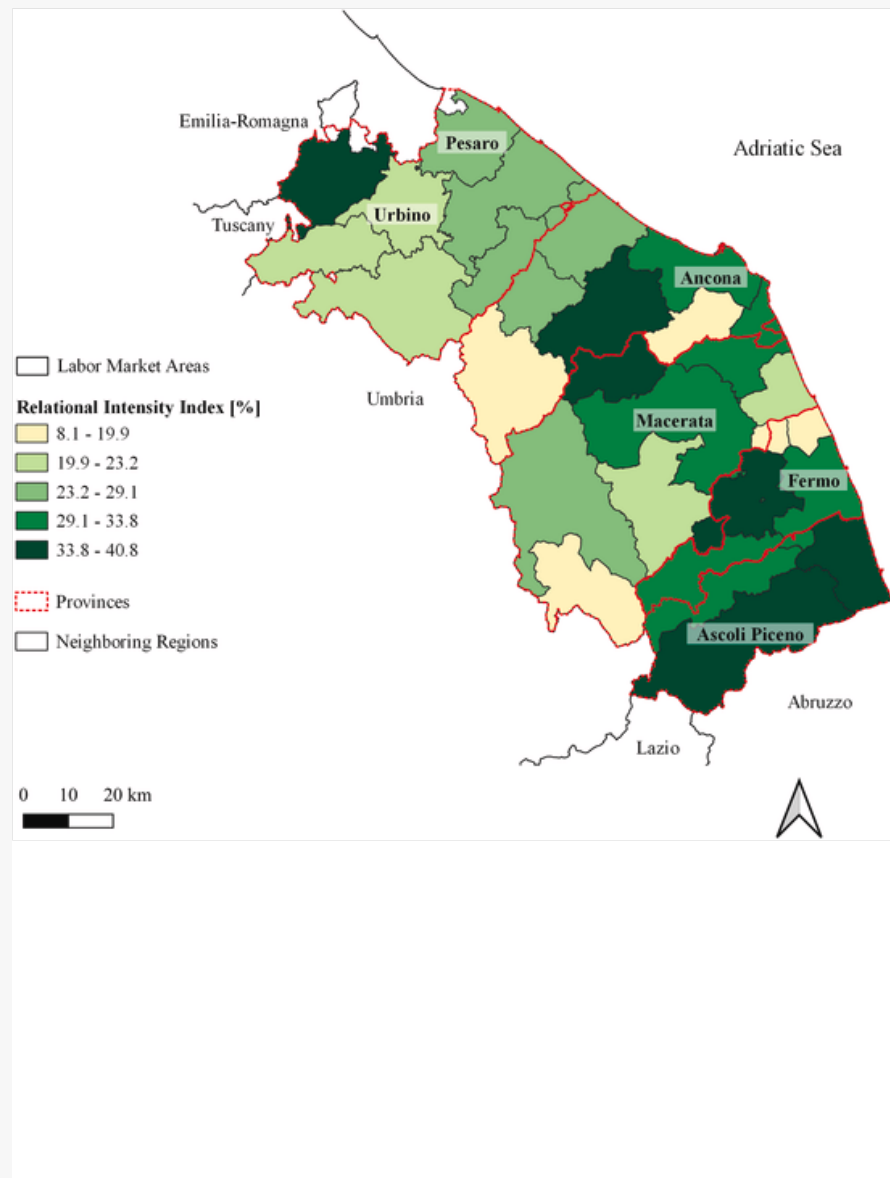 Emilia-Romagna
Pesaro
Adriatic Sea
Tuscany
Urbino
Ancona
Labor Market Areas
Umbria
Relational Intensity Index [%]
8.1 - 19.9
Macerata
19.9 - 23.2
23.2 - 29.1
Fermo
29.1 - 33.8
33.8 - 40.8
Provinces
Neighboring Regions
Ascoli Piceno
Abruzzo
Lazio
0 10 20 km